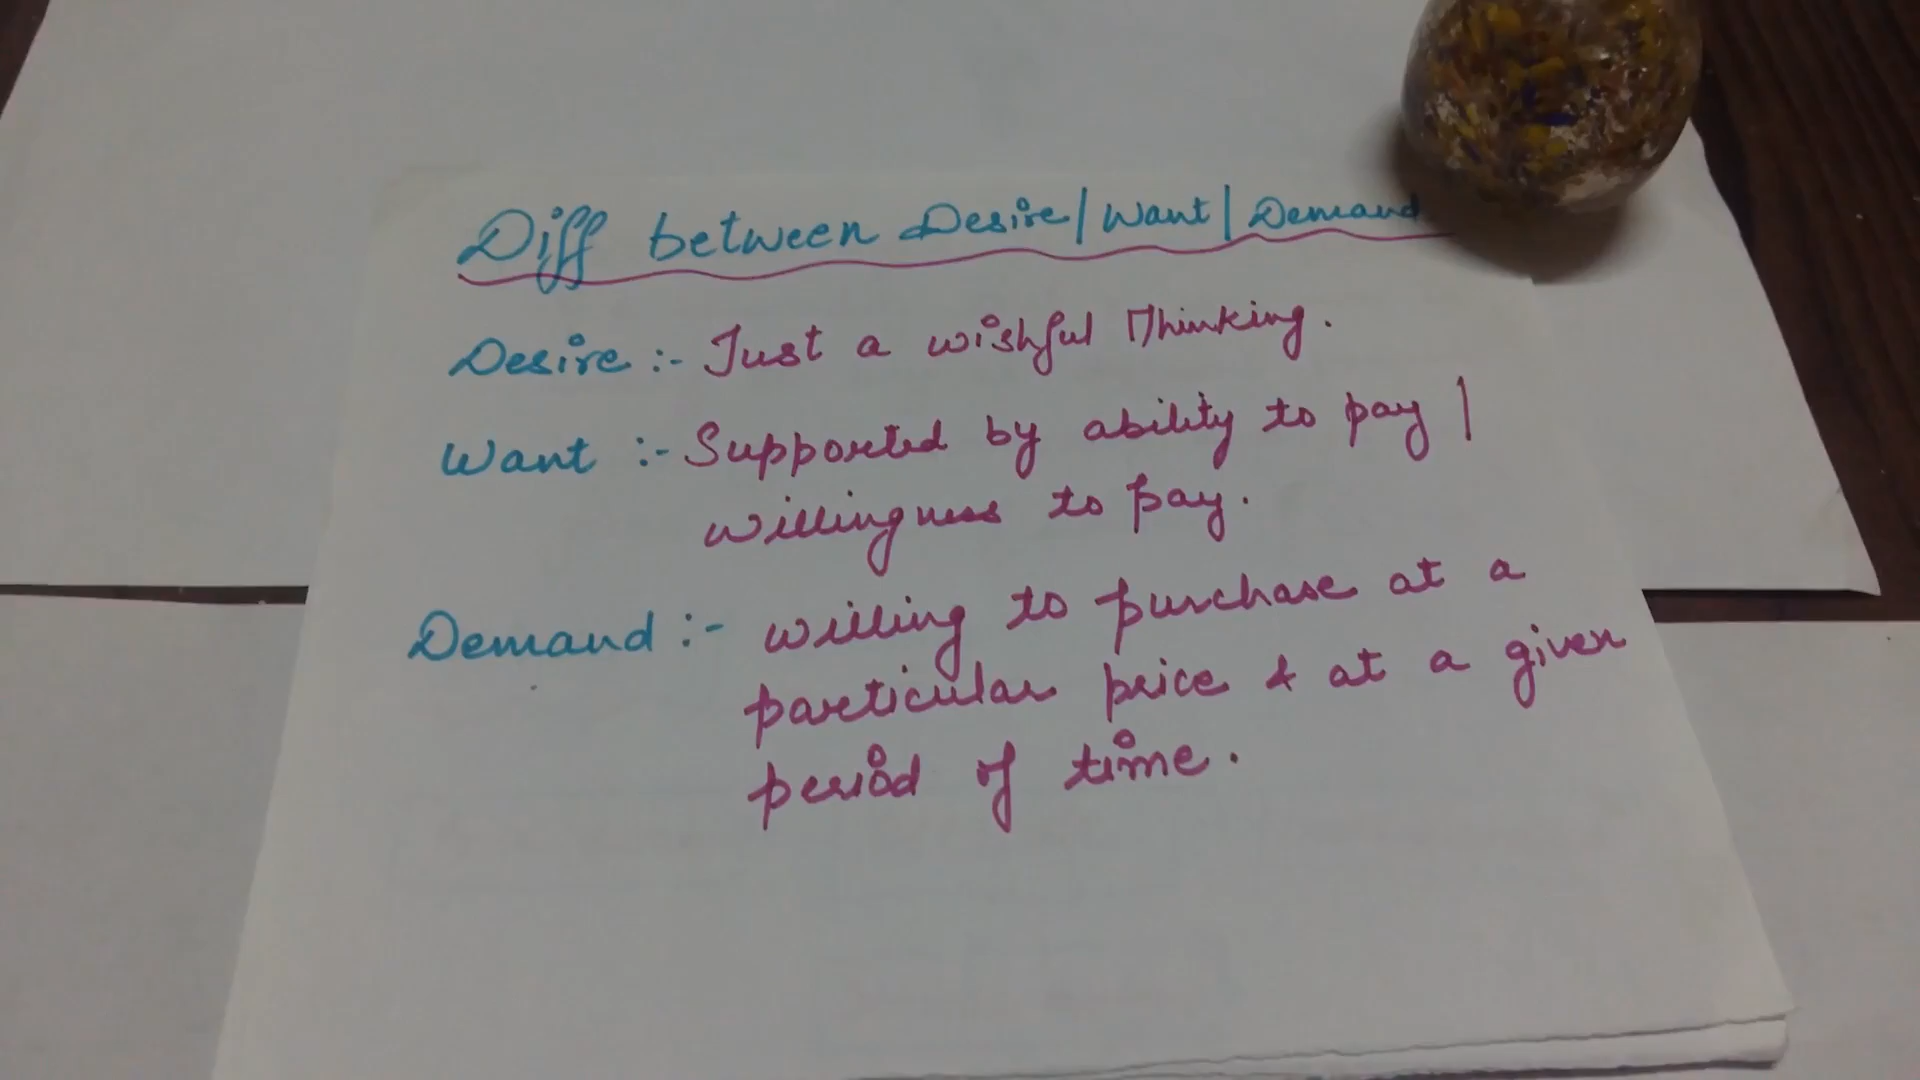 Diff between Desire/Want/Demand
Desire :- Just a wishful Thinking.
Want :- Supported by ability to pay /
willingness to pay.
Demand :- willing to purchase at a
particular price & at a given
period of time.